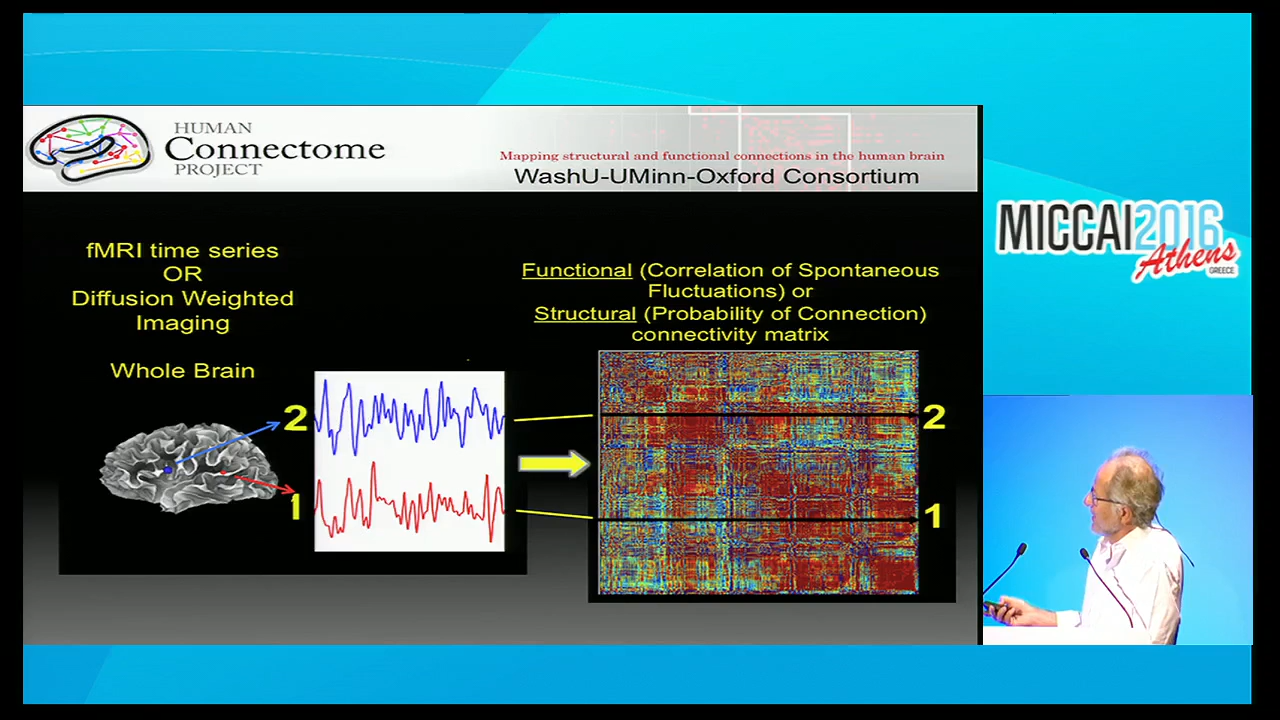 HUMAN
Connectome
PROJECT
Mapping structural and functional connections in the human brain
WashU-UMinn-Oxford Consortium
fMRI time series
OR
Diffusion Weighted
Imaging
Whole Brain
2
1
Functional (Correlation of Spontaneous
Fluctuations) or
Structural (Probability of Connection)
connectivity matrix
2
1
MICCAI2016
Athens
GREECE